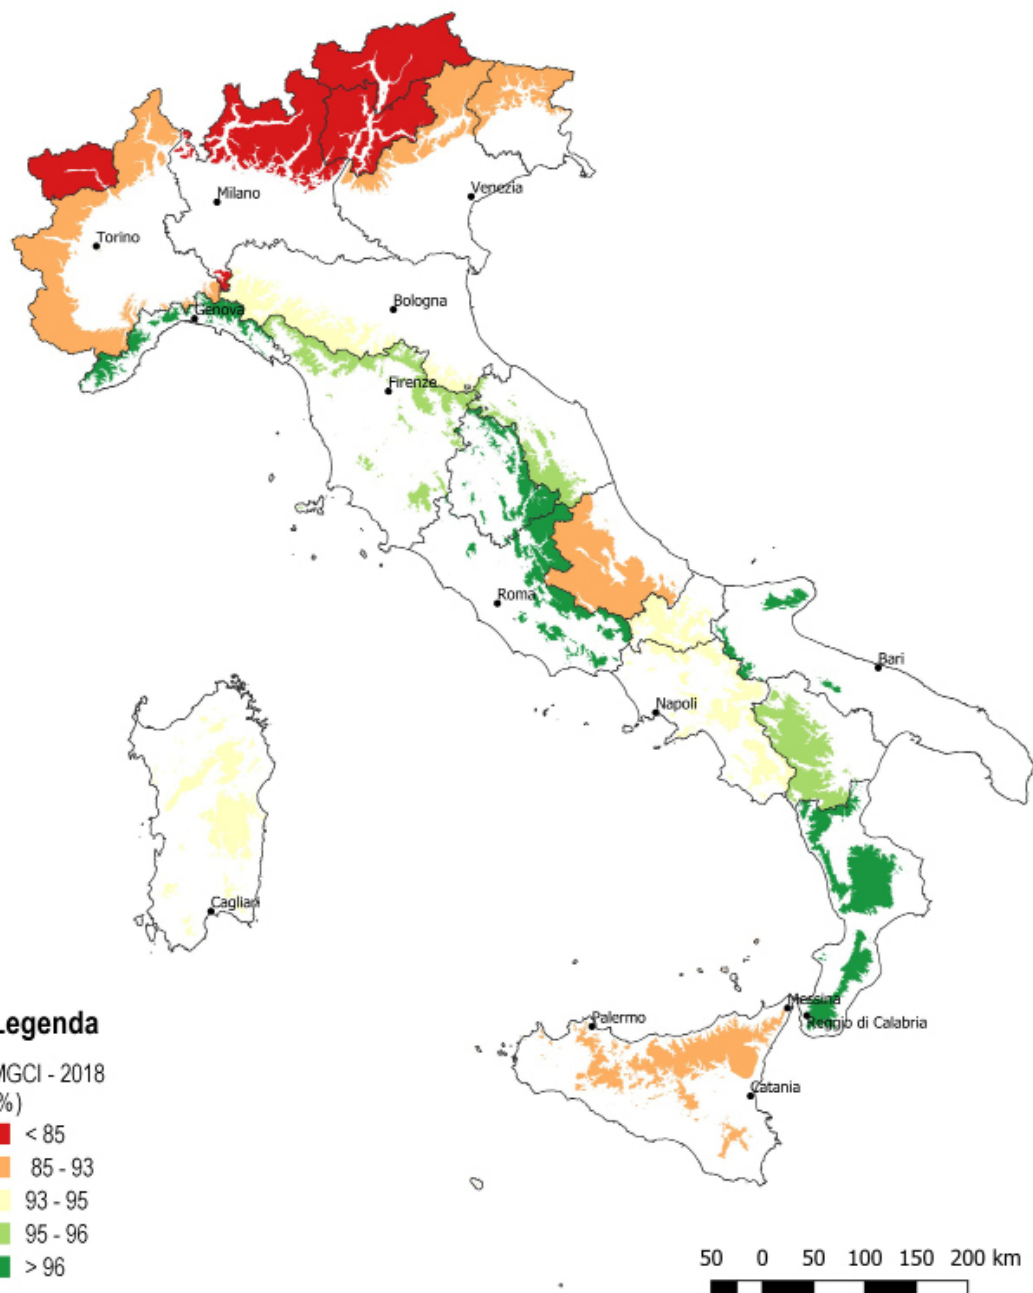 Milano
Venezia
Torino
Bologna
Genova
Firenze
Roma
Bari
Napoli
Cagliari
Messina
Palermo
Reggio di Calabria
Catania
Legenda
MGCI - 2018
%)
< 85
85 - 93
93 - 95
95 - 96
> 96
50 0 50 100 150 200 km